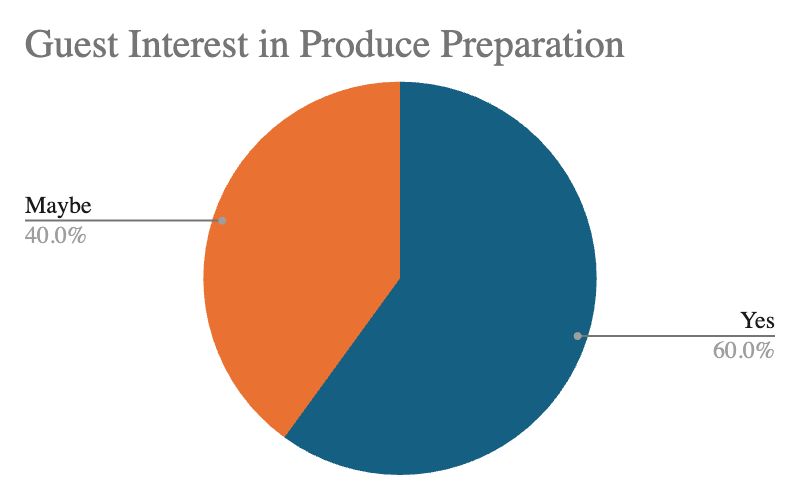 Guest Interest in Produce Preparation
Maybe
40.0%
Yes
60.0%